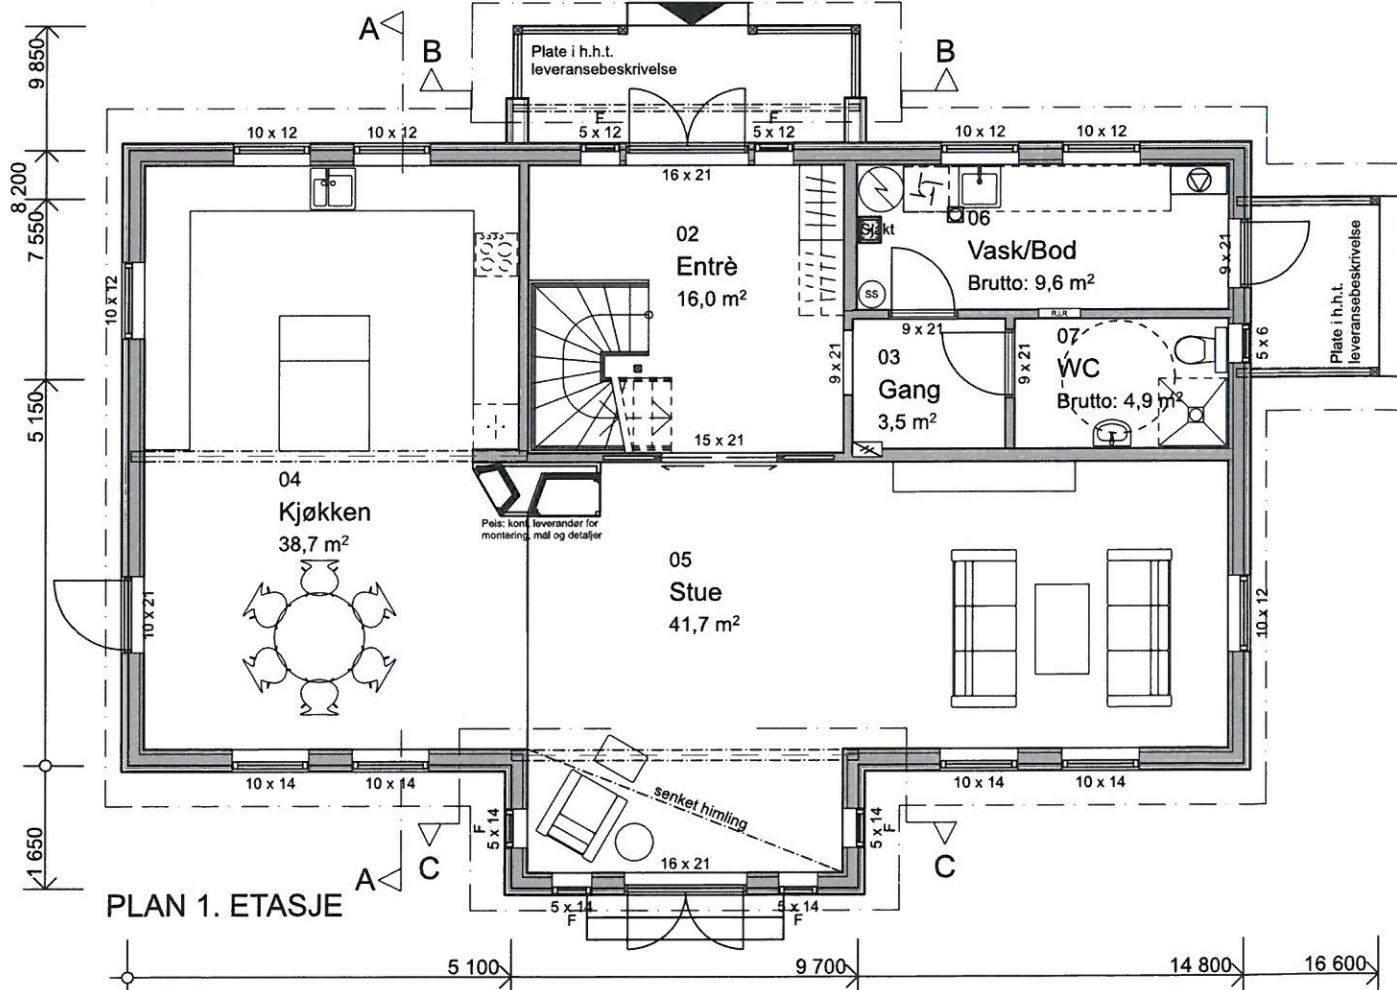 A
B
B
9 850
Plate i h.h.t.
leveransebeskrivelse
F
F
10 x 12
10 x 12
5 x 12
5 x 12
10 x 12
10 x 12
16 x 21
8 200
7 550
02
Entrè
16,0 m²
06
Vask/Bod
Brutto: 9,6 m²
9 x 21
Plate i h.h.t.
leveransebeskrivelse
10 x 12
SS
R.I.R
9 x 21
9 x 21
03
Gang
3,5 m²
9 x 21
07
WC
Brutto: 4,9 m²
5 x 6
5 150
15 x 21
04
Kjøkken
38,7 m²
Peis: kont. leverandør for
montering, mål og detaljer
05
Stue
41,7 m²
10 x 21
10 x 12
10 x 14
10 x 14
10 x 14
10 x 14
senket himling
F
5 x 14
5 x 14
F
1 650
16 x 21
A
C
C
PLAN 1. ETASJE
5 x 14
F
5 x 14
F
5 100
9 700
14 800
16 600